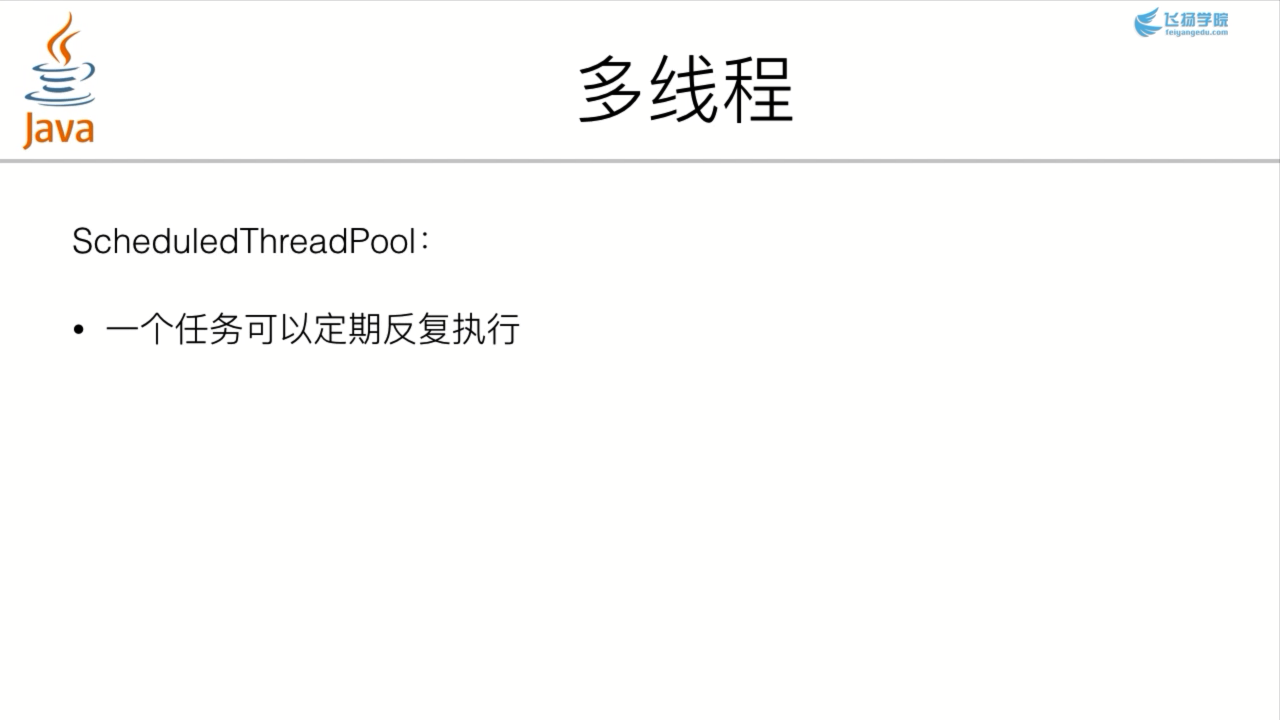 飞扬学院
feiyangedu.com
Java
多线程
ScheduledThreadPool：
• 一个任务可以定期反复执行